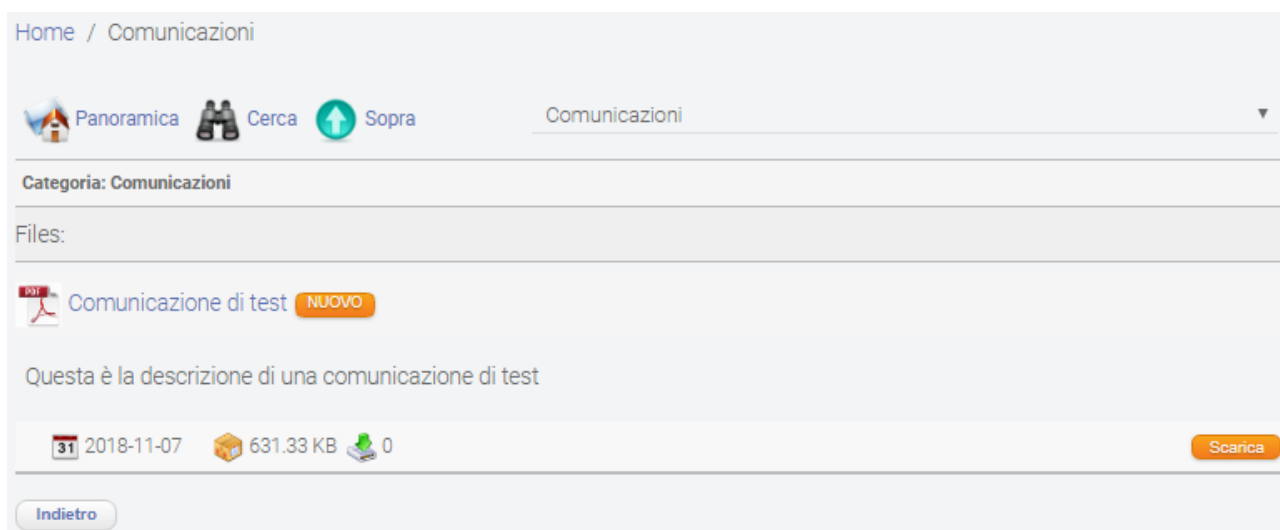 Home / Comunicazioni
Panoramica Cerca Sopra Comunicazioni
Categoria: Comunicazioni
Files:
PDF Comunicazione di test NUOVO
Questa è la descrizione di una comunicazione di test
31 2018-11-07 631.33 KB 0 Scarica
Indietro